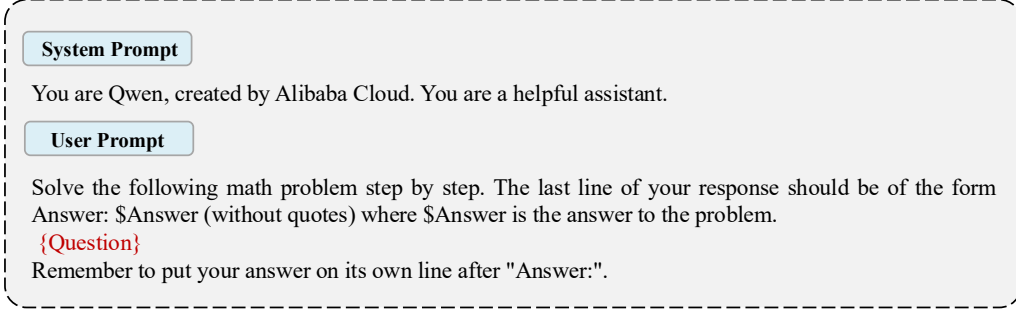 System Prompt
You are Qwen, created by Alibaba Cloud. You are a helpful assistant.
User Prompt
Solve the following math problem step by step. The last line of your response should be of the form
Answer: $Answer (without quotes) where $Answer is the answer to the problem.
{Question}
Remember to put your answer on its own line after "Answer:".